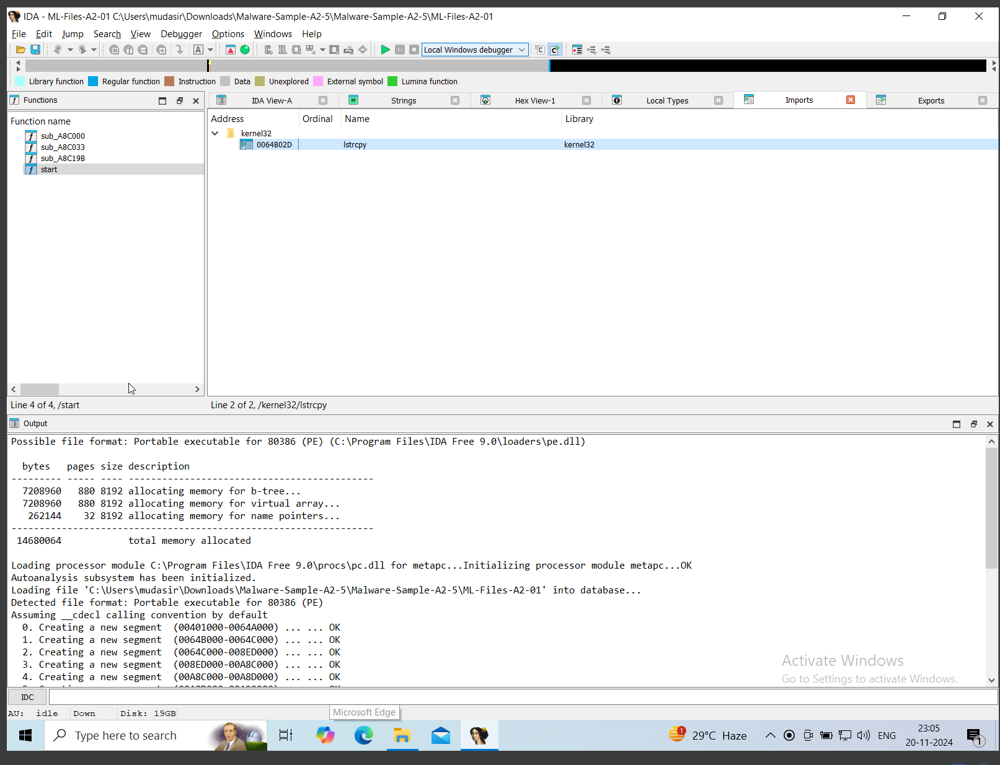 IDA - ML-Files-A2-01 C:\Users\mudasir\Downloads\Malware-Sample-A2-5\Malware-Sample-A2-5\ML-Files-A2-01
File Edit Jump Search View Debugger Options Windows Help
Local Windows debugger
Library function Regular function Instruction Data Unexplored External symbol Lumina function
Functions
IDA View-A Strings Hex View-1 Local Types Imports Exports
Function name
sub_A8C000
sub_A8C033
sub_A8C19B
start
Address Ordinal Name Library
kernel32
0064B02D lstrcpy kernel32
Line 4 of 4, /start
Line 2 of 2, /kernel32/lstrcpy
Output
Possible file format: Portable executable for 80386 (PE) (C:\Program Files\IDA Free 9.0\loaders\pe.dll)
bytes pages size description
--------- ----- ---- --------------------------------------------
7208960 880 8192 allocating memory for b-tree...
7208960 880 8192 allocating memory for virtual array...
262144 32 8192 allocating memory for name pointers...
-----------------------------------------------------------------
14680064 total memory allocated
Loading processor module C:\Program Files\IDA Free 9.0\procs\pc.dll for metapc...Initializing processor module metapc...OK
Autoanalysis subsystem has been initialized.
Loading file 'C:\Users\mudasir\Downloads\Malware-Sample-A2-5\Malware-Sample-A2-5\ML-Files-A2-01' into database...
Detected file format: Portable executable for 80386 (PE)
Assuming __cdecl calling convention by default
0. Creating a new segment (00401000-0064A000) ... ... OK
1. Creating a new segment (0064B000-0064C000) ... ... OK
2. Creating a new segment (0064C000-008ED000) ... ... OK
3. Creating a new segment (008ED000-00A8C000) ... ... OK
4. Creating a new segment (00A8C000-00A8D000) ... ... OK
Activate Windows
Go to Settings to activate Windows.
IDC
AU: idle Down Disk: 19GB
Microsoft Edge
Type here to search
1
29°C Haze
ENG
23:05
20-11-2024
1